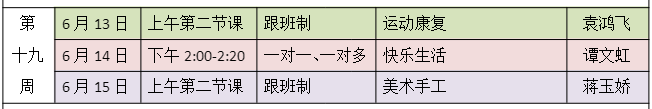 第十九周
6月13日 上午第二节课 跟班制 运动康复 袁鸿飞
6月14日 下午2:00-2:20 一对一、一对多 快乐生活 谭文虹
6月15日 上午第二节课 跟班制 美术手工 蒋玉娇